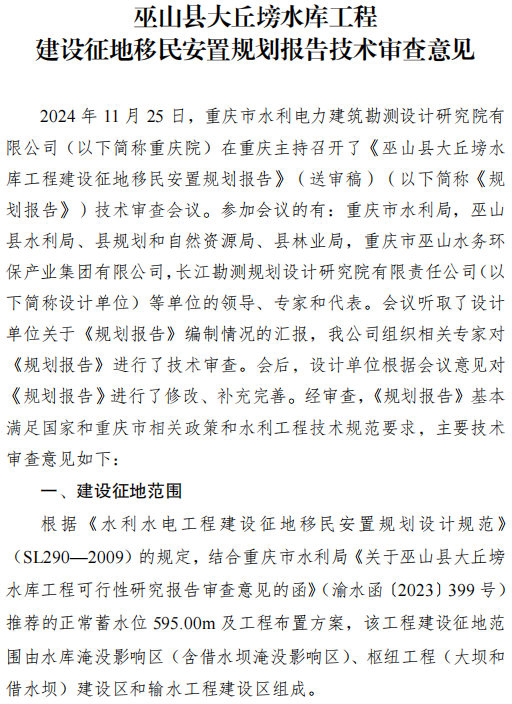 巫山县大丘塝水库工程
建设征地移民安置规划报告技术审查意见
2024 年 11 月 25 日，重庆市水利电力建筑勘测设计研究院有
限公司（以下简称重庆院）在重庆主持召开了《巫山县大丘塝水
库工程建设征地移民安置规划报告》（送审稿）（以下简称《规
划报告》）技术审查会议。参加会议的有：重庆市水利局，巫山
县水利局、县规划和自然资源局、县林业局，重庆市巫山水务环
保产业集团有限公司，长江勘测规划设计研究院有限责任公司（以
下简称设计单位）等单位的领导、专家和代表。会议听取了设计
单位关于《规划报告》编制情况的汇报，我公司组织相关专家对
《规划报告》进行了技术审查。会后，设计单位根据会议意见对
《规划报告》进行了修改、补充完善。经审查，《规划报告》基本
满足国家和重庆市相关政策和水利工程技术规范要求，主要技术
审查意见如下：
一、建设征地范围
根据《水利水电工程建设征地移民安置规划设计规范》
（SL290—2009）的规定，结合重庆市水利局《关于巫山县大丘塝
水库工程可行性研究报告审查意见的函》（渝水函〔2023〕399 号）
推荐的正常蓄水位 595.00m 及工程布置方案，该工程建设征地范
围由水库淹没影响区（含借水坝淹没影响区）、枢纽工程（大坝和
借水坝）建设区和输水工程建设区组成。